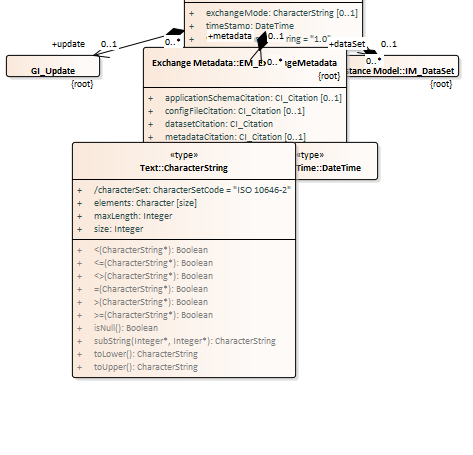 + exchangeMode: CharacterString [0..1]
+ timeStamp: DateTime
+metadata 0..1 ring = "1.0"
+update 0..1 0..*
+dataSet 0..1
GI_Update
{root}
Exchange Metadata::EM_E 0..* geMetadata
{root}
0..*
stance Model::IM_DataSet
{root}
+ applicationSchemaCitation: CI_Citation [0..1]
+ configFileCitation: CI_Citation [0..1]
+ datasetCitation: CI_Citation
+ metadataCitation: CI_Citation [0..1]
«type»
Text::CharacterString
«type»
Time::DateTime
+ /characterSet: CharacterSetCode = "ISO 10646-2"
+ elements: Character [size]
+ maxLength: Integer
+ size: Integer
+ <(CharacterString*): Boolean
+ <=(CharacterString*): Boolean
+ <>(CharacterString*): Boolean
+ =(CharacterString*): Boolean
+ >(CharacterString*): Boolean
+ >=(CharacterString*): Boolean
+ isNull(): Boolean
+ subString(Integer*, Integer*): CharacterString
+ toLower(): CharacterString
+ toUpper(): CharacterString